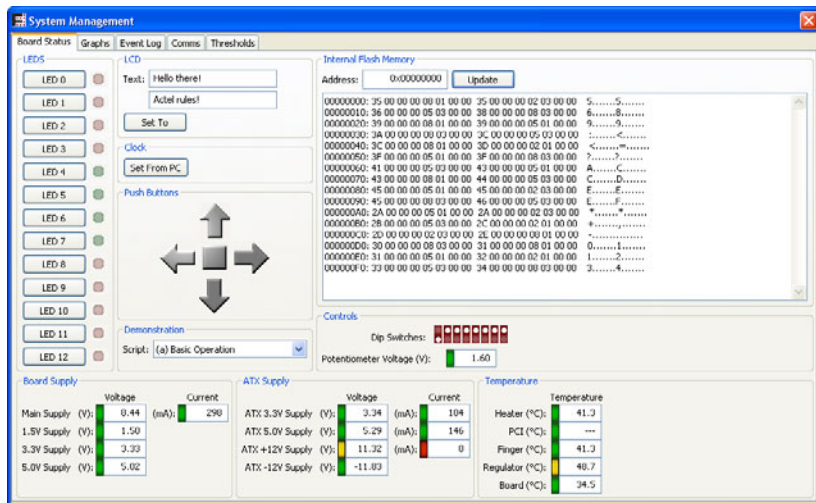 System Management
Board Status Graphs Event Log Comms Thresholds
LEDS
LED 0
LED 1
LED 2
LED 3
LED 4
LED 5
LED 6
LED 7
LED 8
LED 9
LED 10
LED 11
LED 12
LCD
Text: Hello there!
Actel rules!
Set To
Clock
Set From PC
Push Buttons
Demonstration
Script: (a) Basic Operation
Internal Flash Memory
Address: 0x00000000 Update
00000000: 35 00 00 00 08 01 00 00 35 00 00 00 02 03 00 00 5.......5.......
00000010: 36 00 00 00 05 03 00 00 38 00 00 00 08 03 00 00 6.......8.......
00000020: 39 00 00 00 08 01 00 00 39 00 00 00 05 01 00 00 9.......9.......
00000030: 3A 00 00 00 08 03 00 00 3C 00 00 00 05 03 00 00 :.......<.......
00000040: 3C 00 00 00 08 01 00 00 3D 00 00 00 02 01 00 00 <.......=.......
00000050: 3F 00 00 00 05 01 00 00 3F 00 00 00 08 03 00 00 ?.......?.......
00000060: 41 00 00 00 05 03 00 00 43 00 00 00 05 01 00 00 A.......C.......
00000070: 43 00 00 00 08 01 00 00 44 00 00 00 05 03 00 00 C.......D.......
00000080: 45 00 00 00 05 01 00 00 45 00 00 00 02 03 00 00 E.......E.......
00000090: 45 00 00 00 08 03 00 00 46 00 00 00 05 03 00 00 E.......F.......
000000A0: 2A 00 00 00 05 01 00 00 2A 00 00 00 02 03 00 00 *.......*.......
000000B0: 2B 00 00 00 05 03 00 00 2C 00 00 00 02 01 00 00 +.......,.......
000000C0: 2D 00 00 00 02 03 00 00 2E 00 00 00 08 01 00 00 -...............
000000D0: 30 00 00 00 08 03 00 00 31 00 00 00 08 01 00 00 0.......1.......
000000E0: 31 00 00 00 05 01 00 00 32 00 00 00 02 01 00 00 1.......2.......
000000F0: 33 00 00 00 05 03 00 00 34 00 00 00 08 03 00 00 3.......4.......
Controls
Dip Switches:
Potentiometer Voltage (V): 1.60
Board Supply
Voltage Current
Main Supply (V): 8.44 (mA): 298
1.5V Supply (V): 1.50
3.3V Supply (V): 3.33
5.0V Supply (V): 5.02
ATX Supply
Voltage Current
ATX 3.3V Supply (V): 3.34 (mA): 104
ATX 5.0V Supply (V): 5.29 (mA): 146
ATX +12V Supply (V): 11.32 (mA): 0
ATX -12V Supply (V): -11.83
Temperature
Temperature
Heater (°C): 41.3
PCI (°C): ---
Finger (°C): 41.3
Regulator (°C): 48.7
Board (°C): 34.5